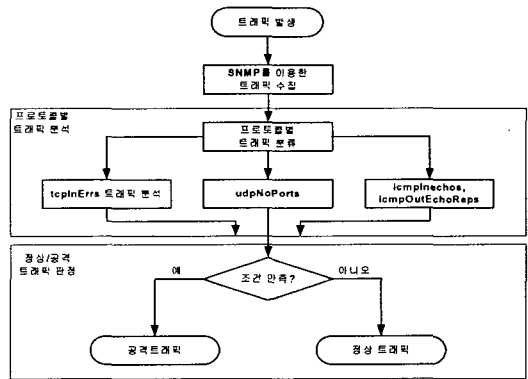 트래픽 발생
SNMP를 이용한
트래픽 수집
프로토콜별
트래픽 분석
프로토콜별
트래픽 분류
tcpInErrs 트래픽 분석
udpNoPorts
icmpInechos,
icmpOutEchoReps
정상/공격
트래픽 판정
조건 만족?
예
아니오
공격트래픽
정상 트래픽